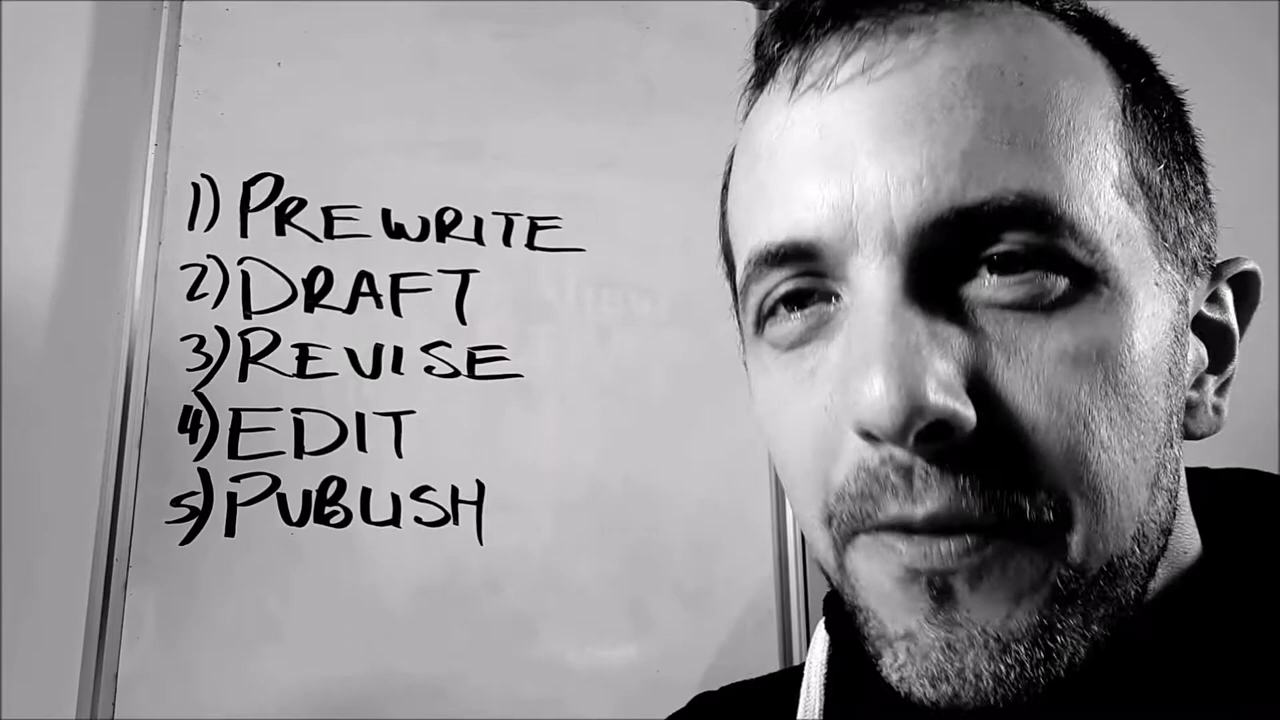 1) PREWRITE
2) DRAFT
3) REVISE
4) EDIT
5) PUBLISH